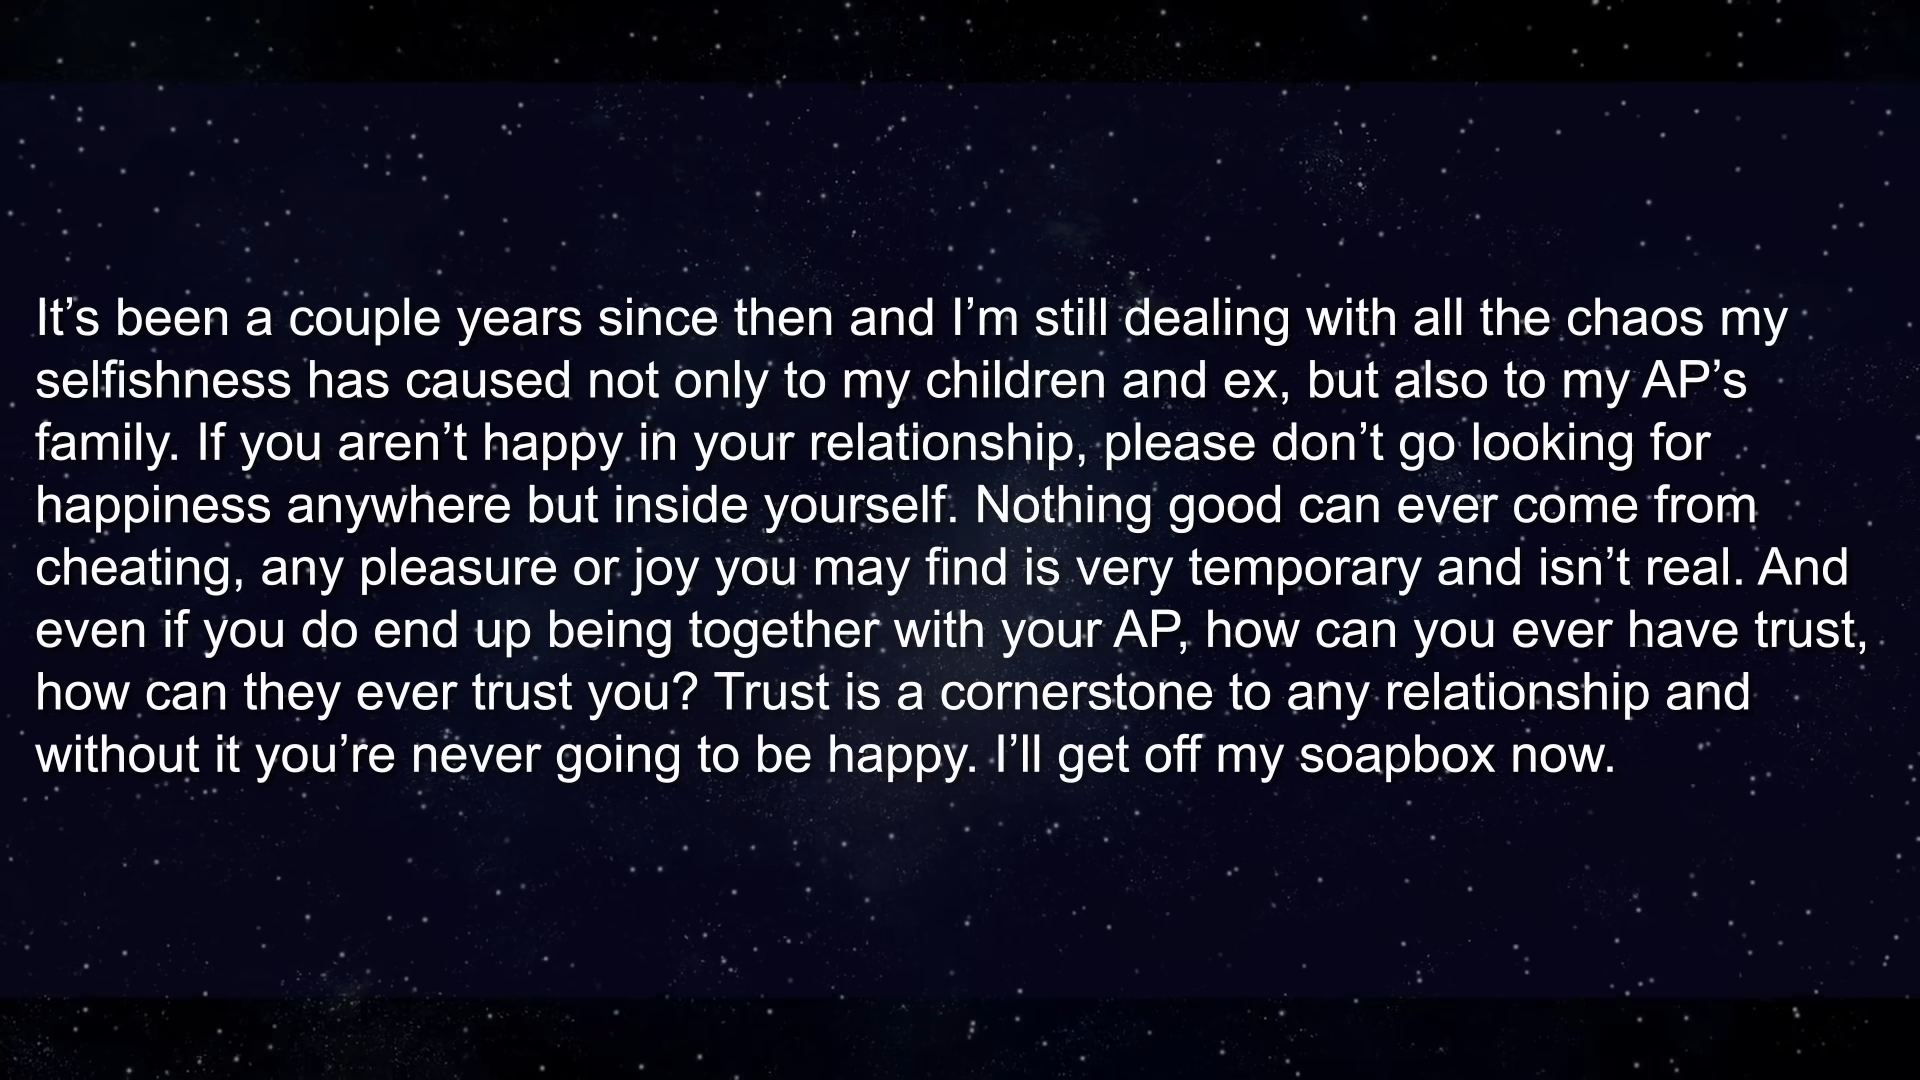 It’s been a couple years since then and I’m still dealing with all the chaos my
selfishness has caused not only to my children and ex, but also to my AP’s
family. If you aren’t happy in your relationship, please don’t go looking for
happiness anywhere but inside yourself. Nothing good can ever come from
cheating, any pleasure or joy you may find is very temporary and isn’t real. And
even if you do end up being together with your AP, how can you ever have trust,
how can they ever trust you? Trust is a cornerstone to any relationship and
without it you’re never going to be happy. I’ll get off my soapbox now.